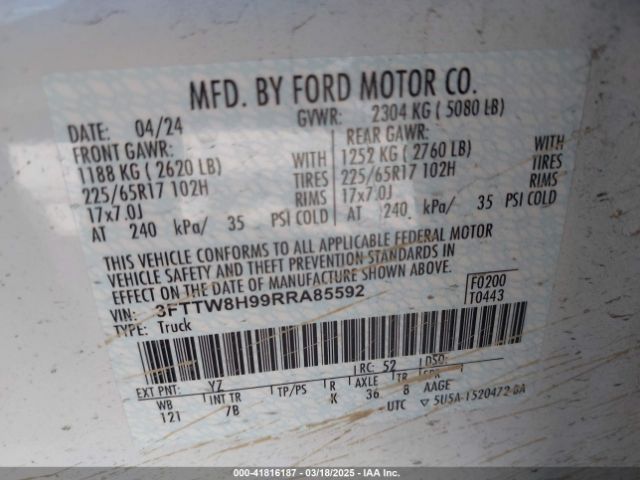 MFD. BY FORD MOTOR CO.
DATE: 04/24 GVWR: 2304 KG ( 5080 LB)
FRONT GAWR: REAR GAWR:
1188 KG ( 2620 LB) WITH 1252 KG ( 2760 LB) WITH
225/65R17 102H TIRES 225/65R17 102H TIRES
17x7.0J RIMS 17x7.0J RIMS
AT 240 kPa/ 35 PSI COLD AT 240 kPa/ 35 PSI COLD
THIS VEHICLE CONFORMS TO ALL APPLICABLE FEDERAL MOTOR
VEHICLE SAFETY AND THEFT PREVENTION STANDARDS IN
EFFECT ON THE DATE OF MANUFACTURE SHOWN ABOVE.
VIN: 3FTTW8H99RRA85592 F0200
TYPE: Truck T0443
EXT PNT: YZ RC: 52 DSO:
WB INT TR TP/PS R AXLE TR SPR
121 7B K 36 8 AAGE
UTC ▽ 5U5A-1520472-BA
000-41816187 — 03/18/2025 — IAA Inc.